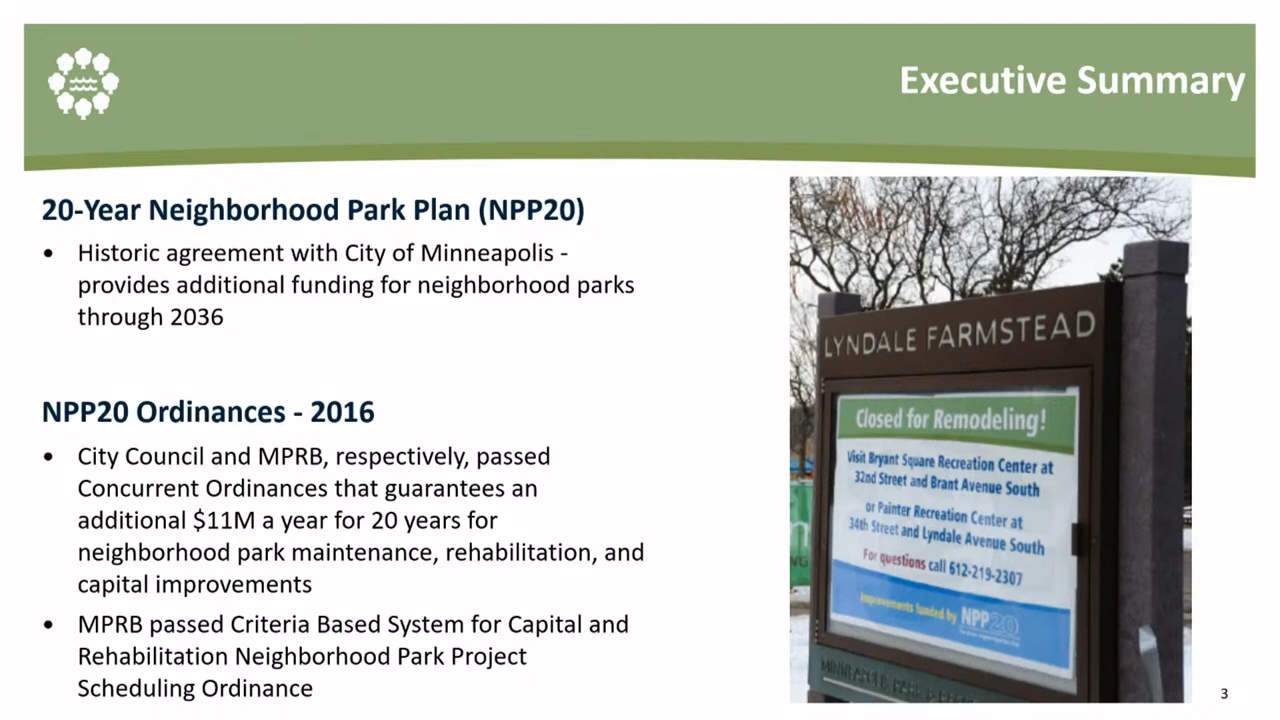 Executive Summary
20-Year Neighborhood Park Plan (NPP20)
• Historic agreement with City of Minneapolis -
provides additional funding for neighborhood parks
through 2036
NPP20 Ordinances - 2016
• City Council and MPRB, respectively, passed
Concurrent Ordinances that guarantees an
additional $11M a year for 20 years for
neighborhood park maintenance, rehabilitation, and
capital improvements
• MPRB passed Criteria Based System for Capital and
Rehabilitation Neighborhood Park Project
Scheduling Ordinance
LYNDALE FARMSTEAD
Closed for Remodeling!
Visit Bryant Square Recreation Center at
32nd Street and Brant Avenue South
or Painter Recreation Center at
34th Street and Lyndale Avenue South
For questions call 612-219-2307
Improvements funded by NPP20
MINNEAPOLIS PARK &
3